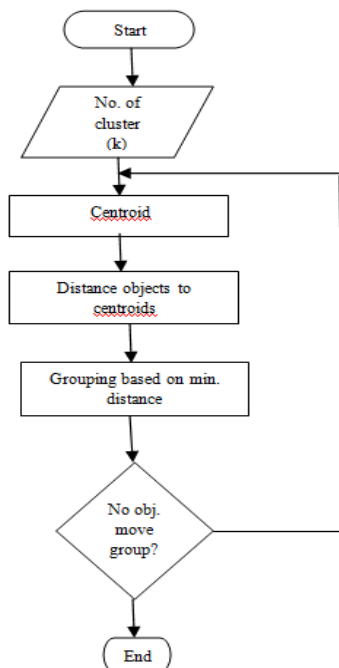 Start
No. of
cluster
(k)
Centroid
Distance objects to
centroids
Grouping based on min.
distance
No obj.
move
group?
End